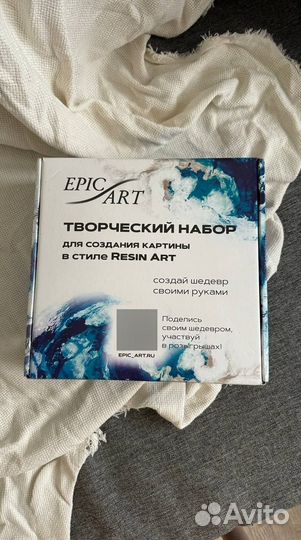 EPIC
ART
ТВОРЧЕСКИЙ НАБОР
ДЛЯ СОЗДАНИЯ КАРТИНЫ
В СТИЛЕ RESIN ART
создай шедевр
своими руками
Поделись
своим шедевром,
участвуй
в розыгрышах!
EPIC_ART.RU
Avito